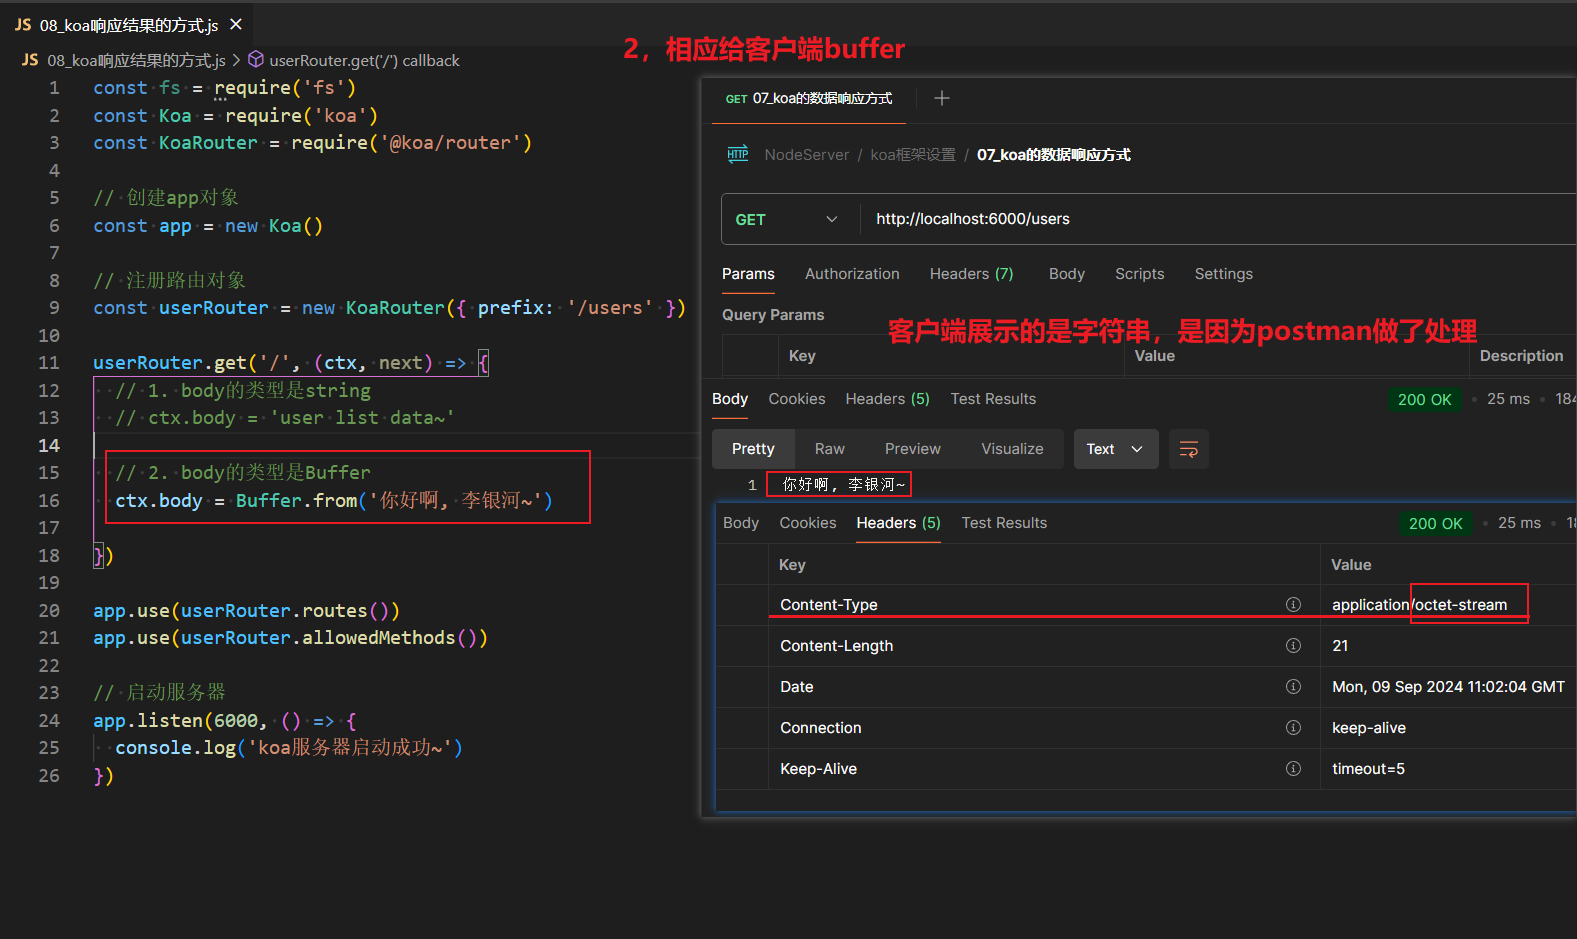 JS 08_koa响应结果的方式.js ×
JS 08_koa响应结果的方式.js > userRouter.get('/') callback
1 const fs = require('fs')
2 const Koa = require('koa')
3 const KoaRouter = require('@koa/router')
4
5 // 创建app对象
6 const app = new Koa()
7
8 // 注册路由对象
9 const userRouter = new KoaRouter({ prefix: '/users' })
10
11 userRouter.get('/', (ctx, next) => {
12 // 1. body的类型是string
13 // ctx.body = 'user list data~'
14
15 // 2. body的类型是Buffer
16 ctx.body = Buffer.from('你好啊, 李银河~')
17
18 })
19
20 app.use(userRouter.routes())
21 app.use(userRouter.allowedMethods())
22
23 // 启动服务器
24 app.listen(6000, () => {
25 console.log('koa服务器启动成功~')
26 })
2，相应给客户端buffer
GET 07_koa的数据响应方式 +
HTTP NodeServer / koa框架设置 / 07_koa的数据响应方式
GET http://localhost:6000/users
Params Authorization Headers (7) Body Scripts Settings
Query Params
客户端展示的是字符串，是因为postman做了处理
Key Value Description
Body Cookies Headers (5) Test Results 200 OK • 25 ms • 184
Pretty Raw Preview Visualize Text
1 你好啊, 李银河~
Body Cookies Headers (5) Test Results 200 OK • 25 ms • 18
Key Value
Content-Type application/octet-stream
Content-Length 21
Date Mon, 09 Sep 2024 11:02:04 GMT
Connection keep-alive
Keep-Alive timeout=5